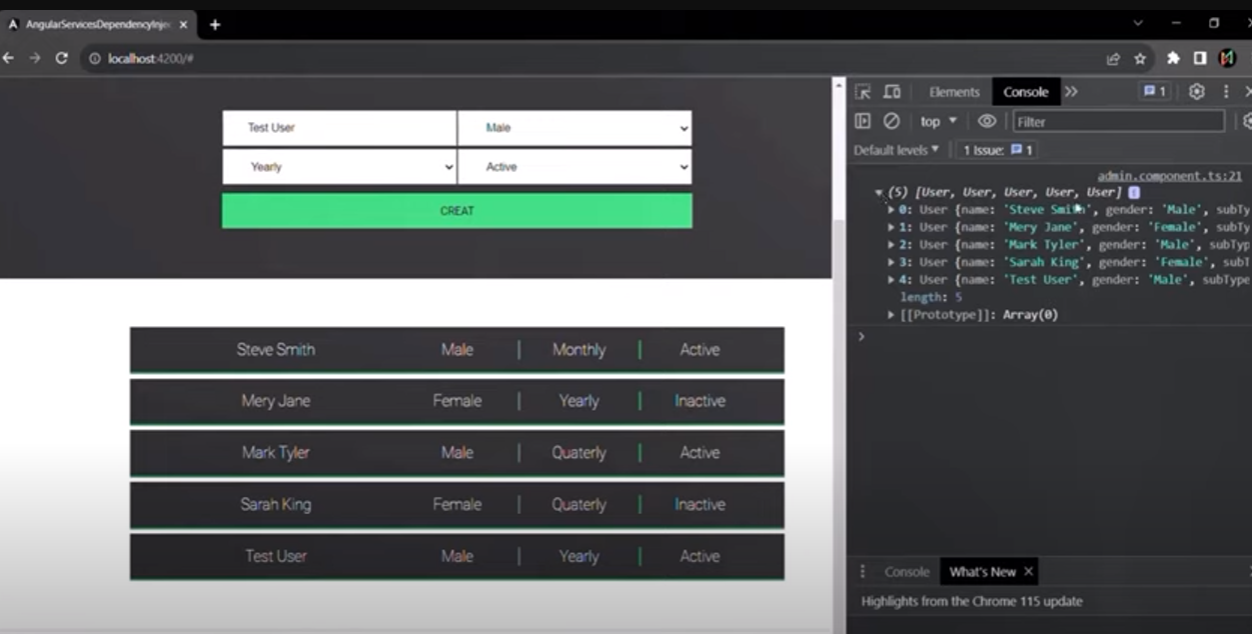 AngularServicesDependencyInjec
localhost:4200/#
Test User Male
Yearly Active
CREAT
Steve Smith Male | Monthly | Active
Mery Jane Female | Yearly | Inactive
Mark Tyler Male | Quaterly | Active
Sarah King Female | Quaterly | Inactive
Test User Male | Yearly | Active
Elements Console 1
top Filter
Default levels 1 Issue: 1
admin.component.ts:21
(5) [User, User, User, User, User]
0: User {name: 'Steve Smith', gender: 'Male', subTy
1: User {name: 'Mery Jane', gender: 'Female', subTy
2: User {name: 'Mark Tyler', gender: 'Male', subTyp
3: User {name: 'Sarah King', gender: 'Female', subT
4: User {name: 'Test User', gender: 'Male', subType
length: 5
[[Prototype]]: Array(0)
Console What's New
Highlights from the Chrome 115 update